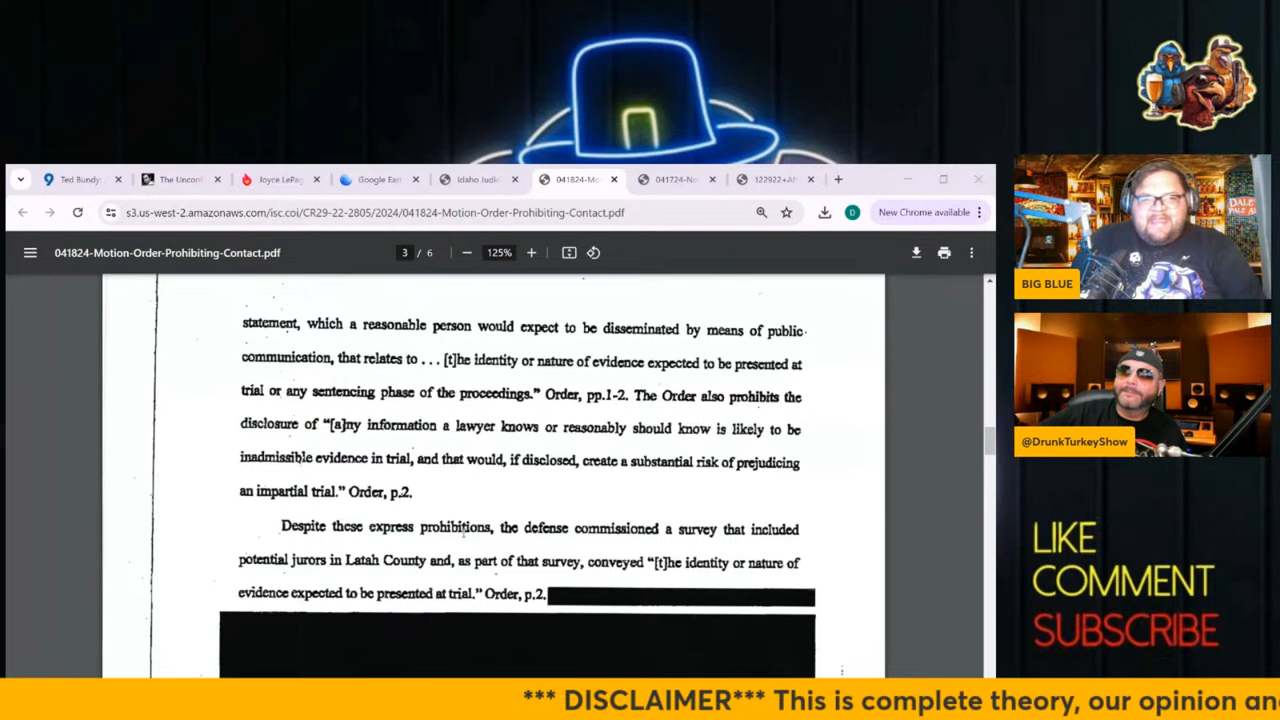 Ted Bundy
The Uncon
Joyce LePa
Google Ear
Idaho Judi
041824-Mo
041724-No
122922+A
s3.us-west-2.amazonaws.com/isc.coi/CR29-22-2805/2024/041824-Motion-Order-Prohibiting-Contact.pdf
D
New Chrome available
041824-Motion-Order-Prohibiting-Contact.pdf
3 / 6
125%
statement, which a reasonable person would expect to be disseminated by means of public
communication, that relates to . . . [t]he identity or nature of evidence expected to be presented at
trial or any sentencing phase of the proceedings.” Order, pp.1-2. The Order also prohibits the
disclosure of “[a]ny information a lawyer knows or reasonably should know is likely to be
inadmissible evidence in trial, and that would, if disclosed, create a substantial risk of prejudicing
an impartial trial.” Order, p.2.
Despite these express prohibitions, the defense commissioned a survey that included
potential jurors in Latah County and, as part of that survey, conveyed “[t]he identity or nature of
evidence expected to be presented at trial.” Order, p.2.
BIG BLUE
@DrunkTurkeyShow
LIKE
COMMENT
SUBSCRIBE
*** DISCLAIMER*** This is complete theory, our opinion an